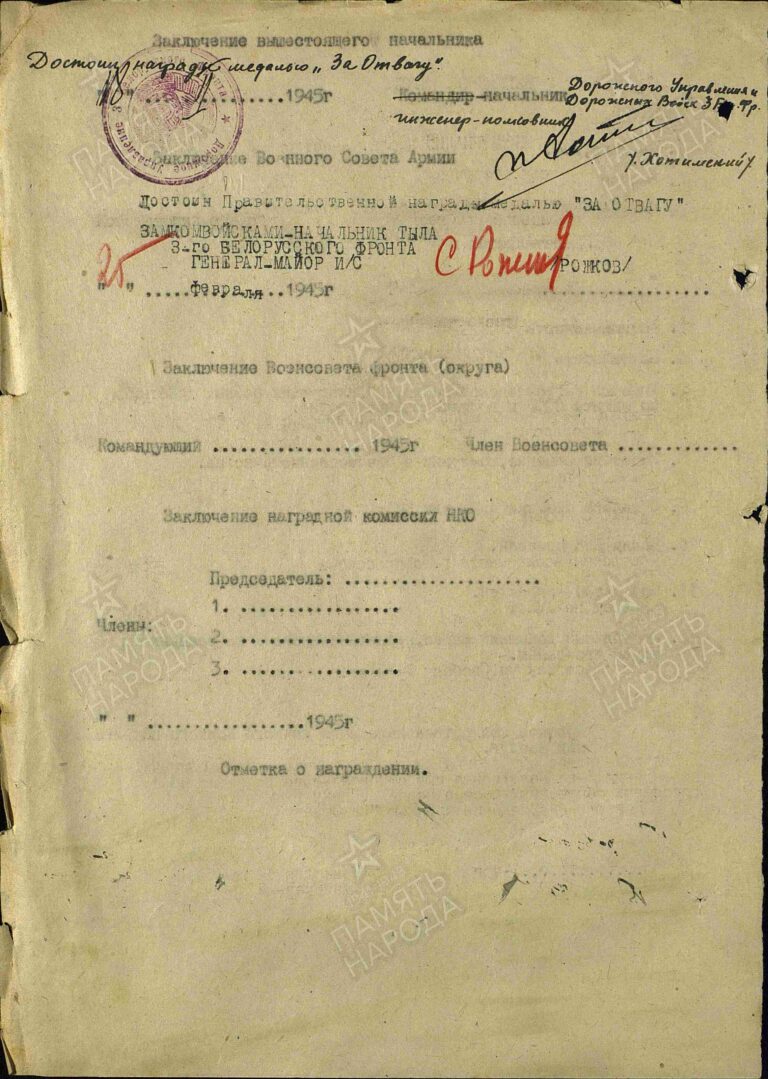 Заключение вышестоящего начальника
Достоин награды медалью „За Отвагу".
"18" ..............1945г Командир-начальник Дорожного Управления и
Дорожных Войск 3 Бел. Фр.
инженер-полковник
/Хотимский/
Заключение Военного Совета Армии
Достоин Правительственной награды медалью "ЗА ОТВАГУ"
ЗАМКОМВОЙСКАМИ-НАЧАЛЬНИК ТЫЛА
3-го БЕЛОРУССКОГО ФРОНТА
ГЕНЕРАЛ-МАЙОР И/С /РОЖКОВ/
25
" " ....февраля..1945г
Заключение Военсовета фронта (округа)
Командующий ................. 1945г Член Военсовета .............
Заключение наградной комиссии НКО
Председатель: .....................
1. .................
Члены:
2. .................
3. .................
" " .................1945г
Отметка о награждении.
ПАМЯТЬ НАРОДА